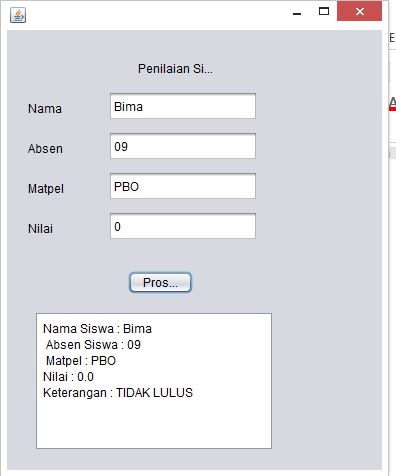 Penilaian Si...
Nama Bima
Absen 09
Matpel PBO
Nilai 0
Pros...
Nama Siswa : Bima
Absen Siswa : 09
Matpel : PBO
Nilai : 0.0
Keterangan : TIDAK LULUS
E
A